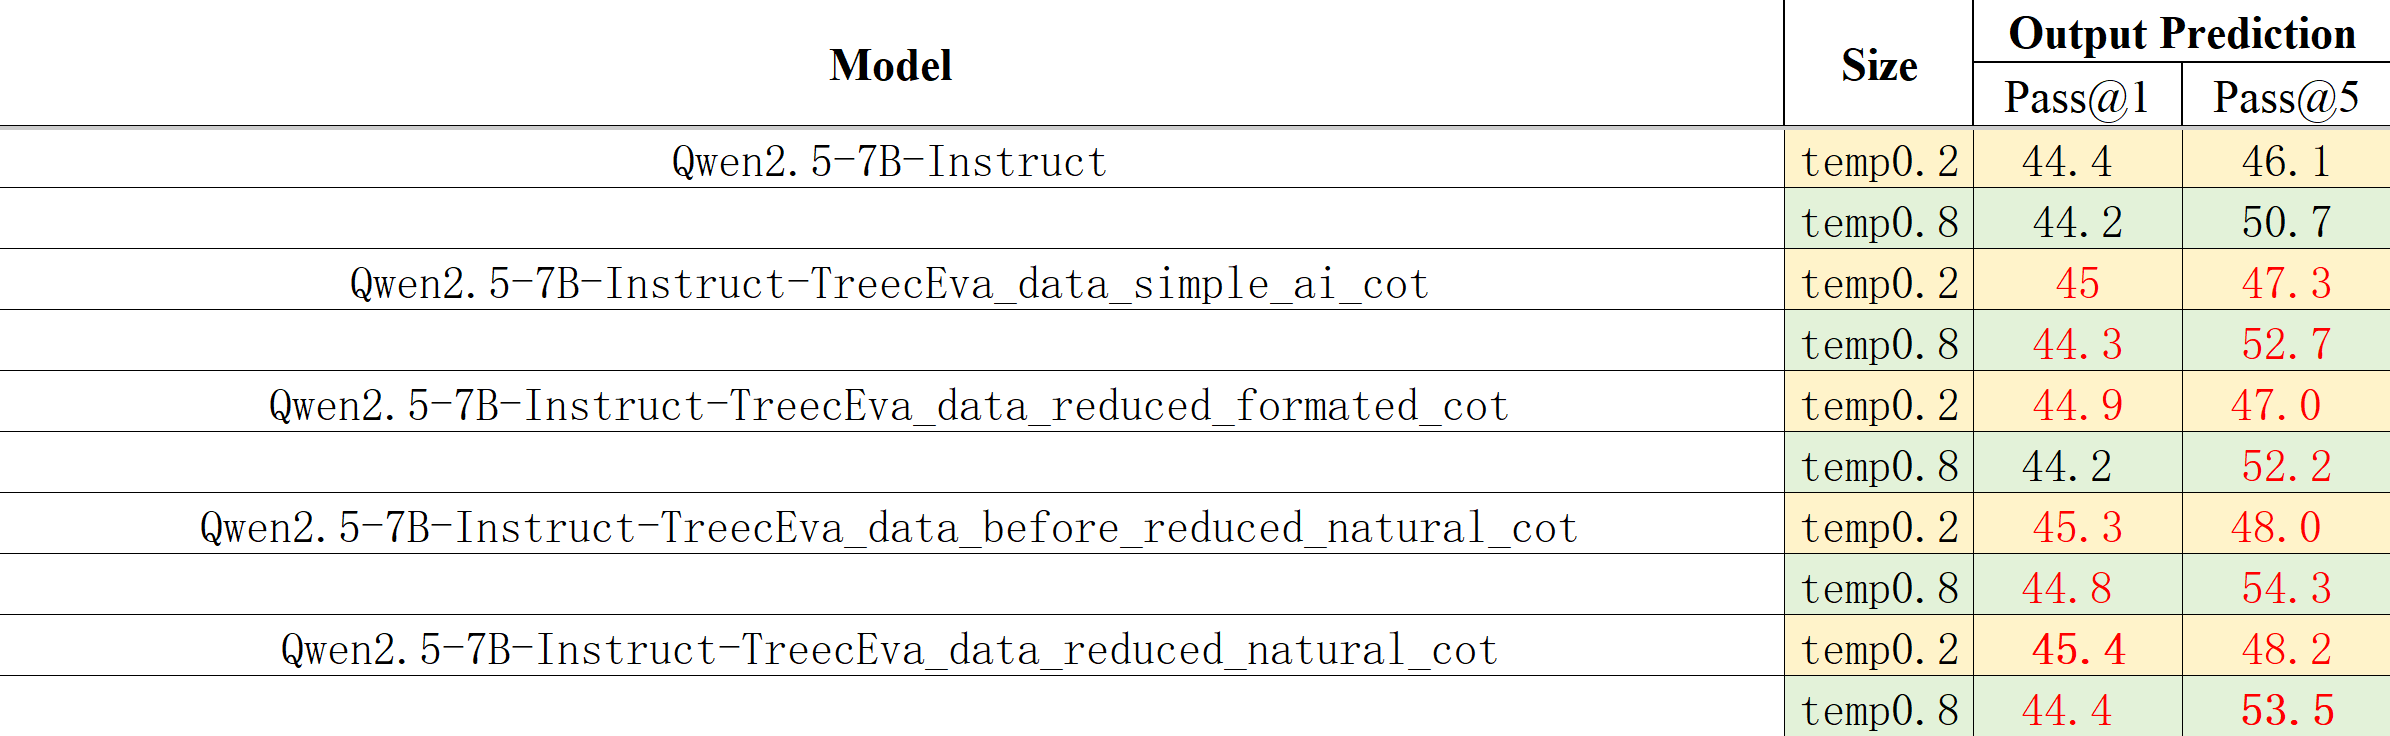 Model Size Output Prediction
Pass@1 Pass@5
Qwen2.5-7B-Instruct temp0.2 44.4 46.1
temp0.8 44.2 50.7
Qwen2.5-7B-Instruct-TreecEva_data_simple_ai_cot temp0.2 45 47.3
temp0.8 44.3 52.7
Qwen2.5-7B-Instruct-TreecEva_data_reduced_formated_cot temp0.2 44.9 47.0
temp0.8 44.2 52.2
Qwen2.5-7B-Instruct-TreecEva_data_before_reduced_natural_cot temp0.2 45.3 48.0
temp0.8 44.8 54.3
Qwen2.5-7B-Instruct-TreecEva_data_reduced_natural_cot temp0.2 45.4 48.2
temp0.8 44.4 53.5